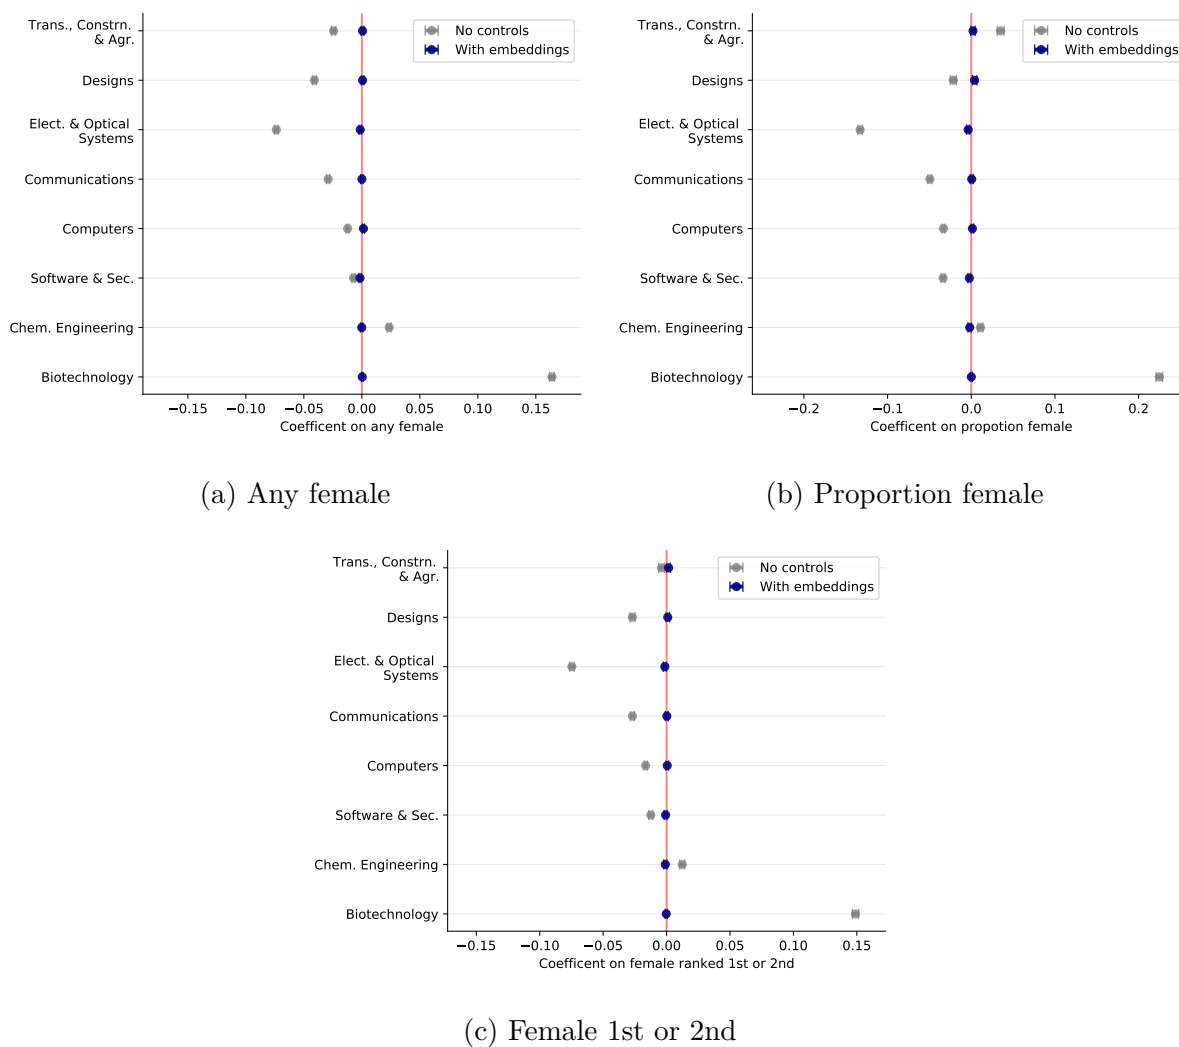 Trans., Constrn.
& Agr.
Designs
Elect. & Optical
Systems
Communications
Computers
Software & Sec.
Chem. Engineering
Biotechnology
No controls
With embeddings
−0.15 −0.10 −0.05 0.00 0.05 0.10 0.15
Coefficent on any female
(a) Any female
Trans., Constrn.
& Agr.
Designs
Elect. & Optical
Systems
Communications
Computers
Software & Sec.
Chem. Engineering
Biotechnology
No controls
With embeddings
−0.2 −0.1 0.0 0.1 0.2
Coefficent on propotion female
(b) Proportion female
Trans., Constrn.
& Agr.
Designs
Elect. & Optical
Systems
Communications
Computers
Software & Sec.
Chem. Engineering
Biotechnology
No controls
With embeddings
−0.15 −0.10 −0.05 0.00 0.05 0.10 0.15
Coefficent on female ranked 1st or 2nd
(c) Female 1st or 2nd